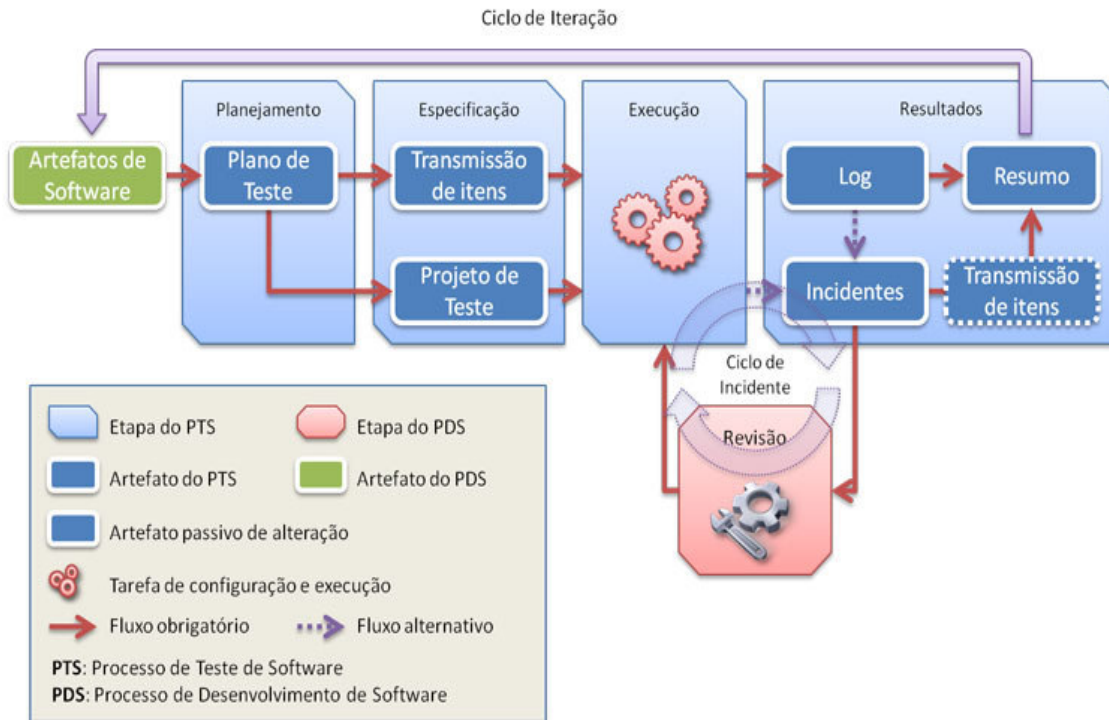 Ciclo de Iteração
Planejamento
Especificação
Execução
Resultados
Artefatos de
Software
Plano de
Teste
Transmissão
de itens
Log
Resumo
Projeto de
Teste
Incidentes
Transmissão
de itens
Ciclo de
Incidente
Revisão
Etapa do PTS
Etapa do PDS
Artefato do PTS
Artefato do PDS
Artefato passivo de alteração
Tarefa de configuração e execução
Fluxo obrigatório
Fluxo alternativo
PTS: Processo de Teste de Software
PDS: Processo de Desenvolvimento de Software